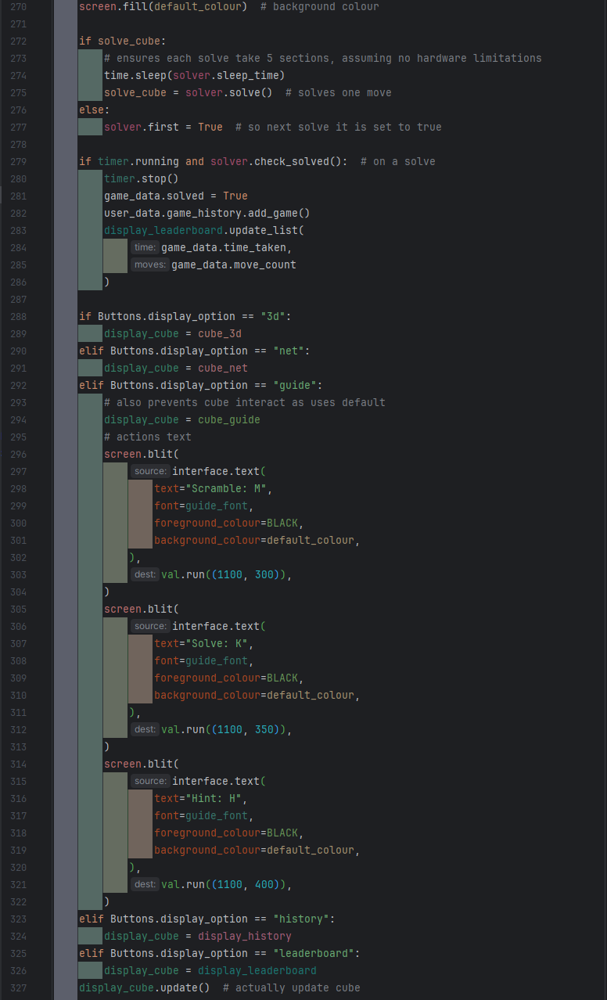 270 screen.fill(default_colour)  # background colour
271
272 if solve_cube:
273     # ensures each solve take 5 sections, assuming no hardware limitations
274     time.sleep(solver.sleep_time)
275     solve_cube = solver.solve()  # solves one move
276 else:
277     solver.first = True  # so next solve it is set to true
278
279 if timer.running and solver.check_solved():  # on a solve
280     timer.stop()
281     game_data.solved = True
282     user_data.game_history.add_game()
283     display_leaderboard.update_list(
284         time: game_data.time_taken,
285         moves: game_data.move_count
286     )
287
288 if Buttons.display_option == "3d":
289     display_cube = cube_3d
290 elif Buttons.display_option == "net":
291     display_cube = cube_net
292 elif Buttons.display_option == "guide":
293     # also prevents cube interact as uses default
294     display_cube = cube_guide
295     # actions text
296     screen.blit(
297         source: interface.text(
298             text="Scramble: M",
299             font=guide_font,
300             foreground_colour=BLACK,
301             background_colour=default_colour,
302         ),
303         dest: val.run((1100, 300)),
304     )
305     screen.blit(
306         source: interface.text(
307             text="Solve: K",
308             font=guide_font,
309             foreground_colour=BLACK,
310             background_colour=default_colour,
311         ),
312         dest: val.run((1100, 350)),
313     )
314     screen.blit(
315         source: interface.text(
316             text="Hint: H",
317             font=guide_font,
318             foreground_colour=BLACK,
319             background_colour=default_colour,
320         ),
321         dest: val.run((1100, 400)),
322     )
323 elif Buttons.display_option == "history":
324     display_cube = display_history
325 elif Buttons.display_option == "leaderboard":
326     display_cube = display_leaderboard
327 display_cube.update()  # actually update cube